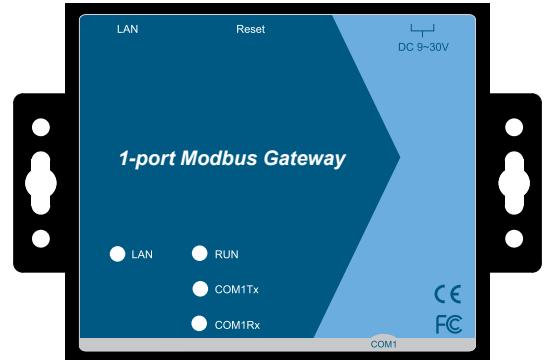 LAN
Reset
DC 9~30V
1-port Modbus Gateway
LAN
RUN
COM1Tx
COM1Rx
CE
FC
COM1